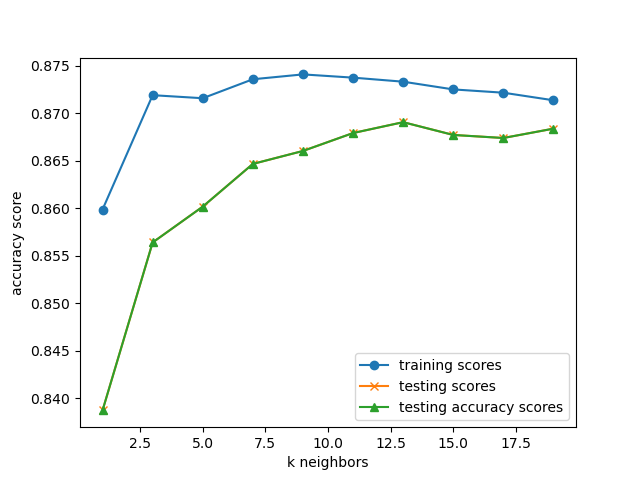 0.875
0.870
0.865
0.860
0.855
0.850
0.845
0.840
accuracy score
training scores
testing scores
testing accuracy scores
2.5 5.0 7.5 10.0 12.5 15.0 17.5
k neighbors